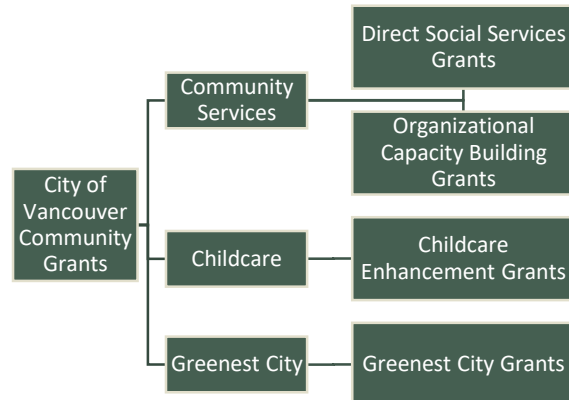 Direct Social Services
Grants
Community
Services
Organizational
Capacity Building
Grants
City of
Vancouver
Community
Grants
Childcare
Childcare
Enhancement Grants
Greenest City
Greenest City Grants